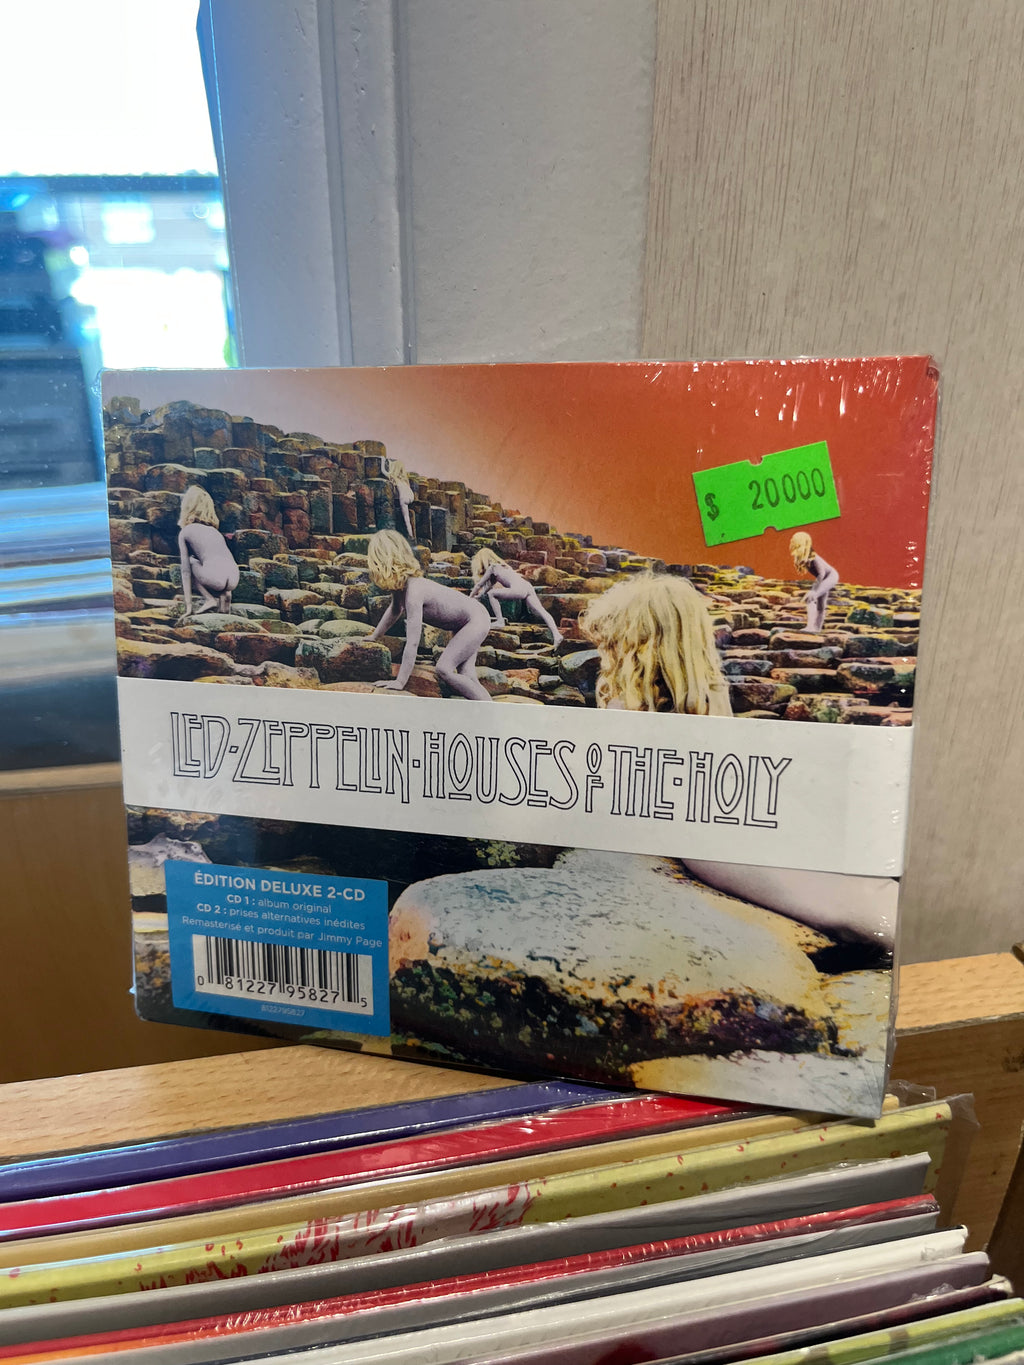 $ 20000
LED·ZEPPELIN·HOUSES OF THE·HOLY
ÉDITION DELUXE 2-CD
CD 1 : album original
CD 2 : prises alternatives inédites
Remasterisé et produit par Jimmy Page
0 81227 95827 5
8122795827